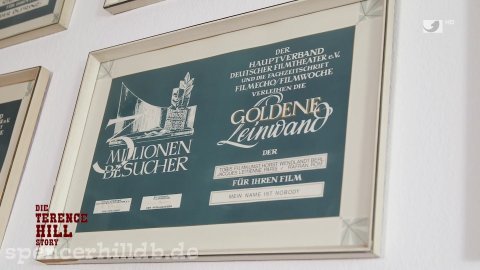 3 MILLIONEN
BESUCHER
DER
HAUPTVERBAND
DEUTSCHER FILMTHEATER e.V.
UND DIE FACHZEITSCHRIFT
FILMECHO/FILMWOCHE
VERLEIHEN DIE
GOLDENE
Leinwand
DER
FÜR IHREN FILM
MEIN NAME IST NOBODY
DIE
TERENCE
HILL
STORY
spencerhilldb.de
HD